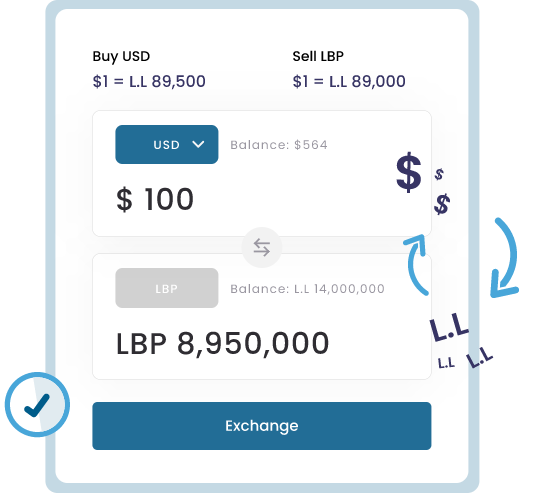 Buy USD
Sell LBP
$1 = L.L 89,500
$1 = L.L 89,000
USD
Balance: $564
$ 100
$
$
$
LBP
Balance: L.L 14,000,000
LBP 8,950,000
L.L
L.L
L.L
Exchange